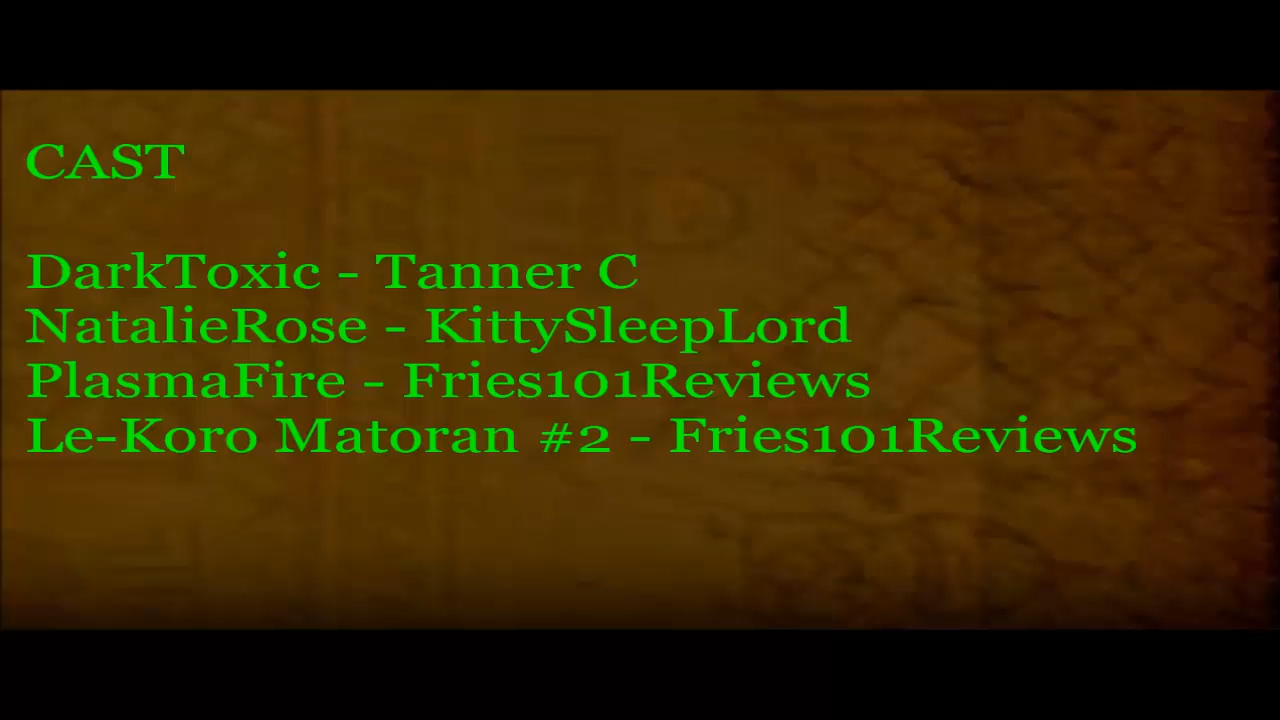 CAST
DarkToxic - Tanner C
NatalieRose - KittySleepLord
PlasmaFire - Fries101Reviews
Le-Koro Matoran #2 - Fries101Reviews